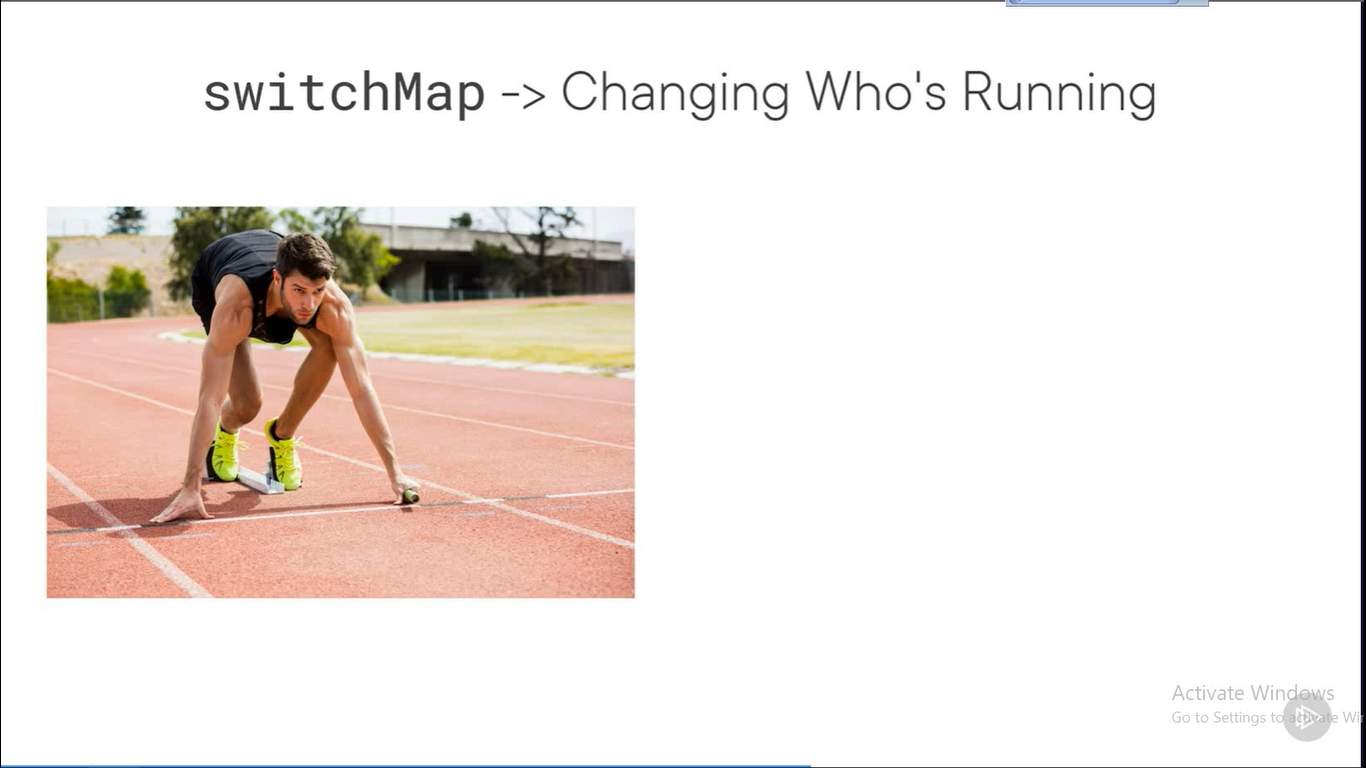 switchMap -> Changing Who's Running
Activate Windows
Go to Settings to activate Wi